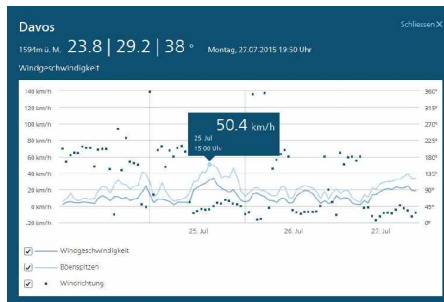 Davos
Schliessen X
1594m ü. M. 23.8 | 29.2 | 38 ° Montag, 27.07.2015 19:50 Uhr
Windgeschwindigkeit
140 km/h 360°
120 km/h 315°
100 km/h 270°
80 km/h 225°
60 km/h 180°
40 km/h 130°
20 km/h 90°
0 km/h 45°
-20 km/h 0°
50.4 km/h
25. Jul
15:00 Uhr
25. Jul 26. Jul 27. Jul
Windgeschwindigkeit
Böenspitzen
Windrichtung